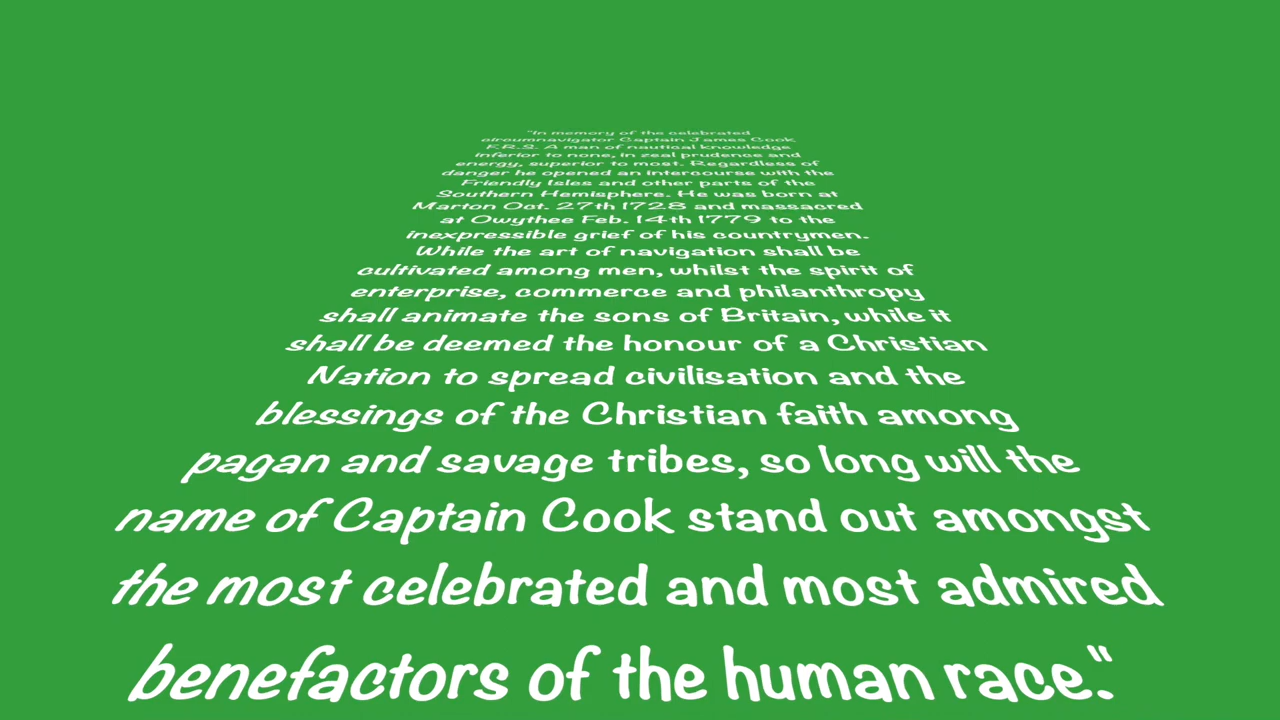 "In memory of the celebrated
circumnavigator Captain James Cook
F.R.S. A man of nautical knowledge
inferior to none, in zeal prudence and
energy, superior to most. Regardless of
danger he opened an intercourse with the
Friendly Isles and other parts of the
Southern Hemisphere. He was born at
Marton Oct. 27th 1728 and massacred
at Owythee Feb. 14th 1779 to the
inexpressible grief of his countrymen.
While the art of navigation shall be
cultivated among men, whilst the spirit of
enterprise, commerce and philanthropy
shall animate the sons of Britain, while it
shall be deemed the honour of a Christian
Nation to spread civilisation and the
blessings of the Christian faith among
pagan and savage tribes, so long will the
name of Captain Cook stand out amongst
the most celebrated and most admired
benefactors of the human race."